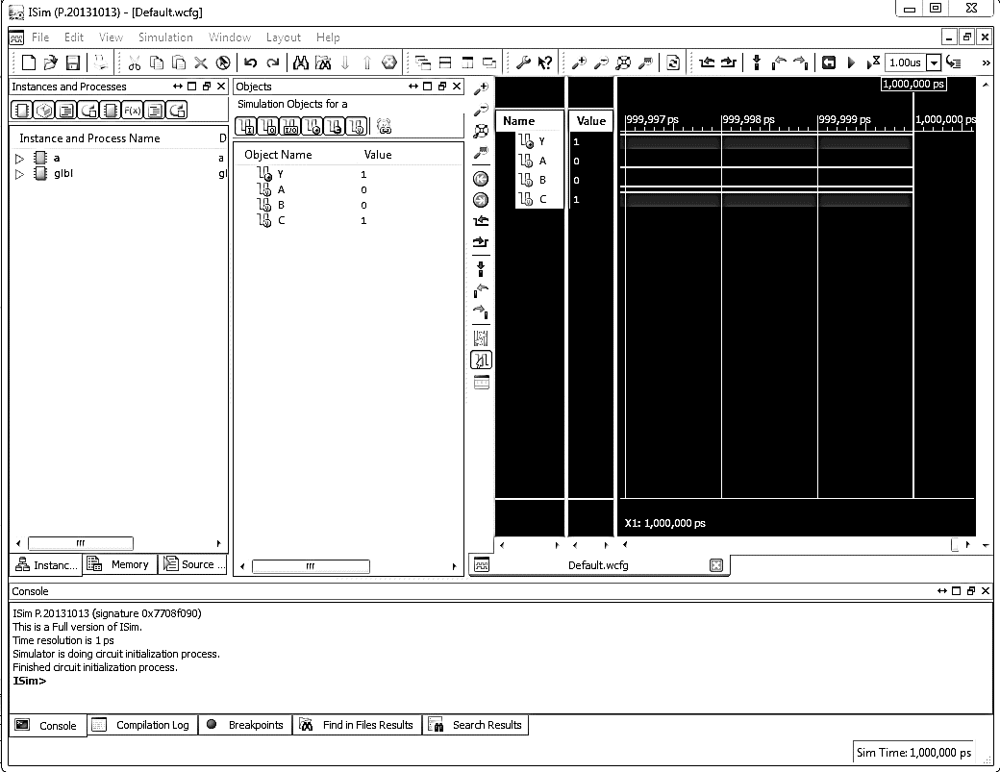 ISim (P.20131013) - [Default.wcfg]
File Edit View Simulation Window Layout Help
1.00us
Instances and Processes
Instance and Process Name D
a a
glbl gl
Instanc... Memory Source ...
Objects
Simulation Objects for a
Object Name Value
Y 1
A 0
B 0
C 1
1,000,000 ps
Name Value
999,997 ps 999,998 ps 999,999 ps 1,000,000 ps
Y 1
A 0
B 0
C 1
X1: 1,000,000 ps
Default.wcfg
Console
ISim P.20131013 (signature 0x7708f090)
This is a Full version of ISim.
Time resolution is 1 ps
Simulator is doing circuit initialization process.
Finished circuit initialization process.
ISim>
Console Compilation Log Breakpoints Find in Files Results Search Results
Sim Time: 1,000,000 ps